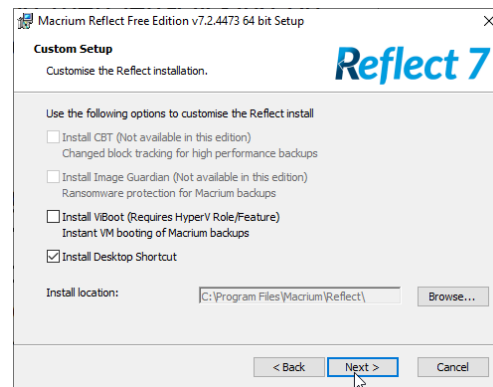 Macrium Reflect Free Edition v7.2.4473 64 bit Setup
Custom Setup
Customise the Reflect installation.
Reflect 7
Use the following options to customise the Reflect install
Install CBT (Not available in this edition)
Changed block tracking for high performance backups
Install Image Guardian (Not available in this edition)
Ransomware protection for Macrium backups
Install ViBoot (Requires HyperV Role/Feature)
Instant VM booting of Macrium backups
Install Desktop Shortcut
Install location:
C:\Program Files\Macrium\Reflect\
Browse...
< Back
Next >
Cancel